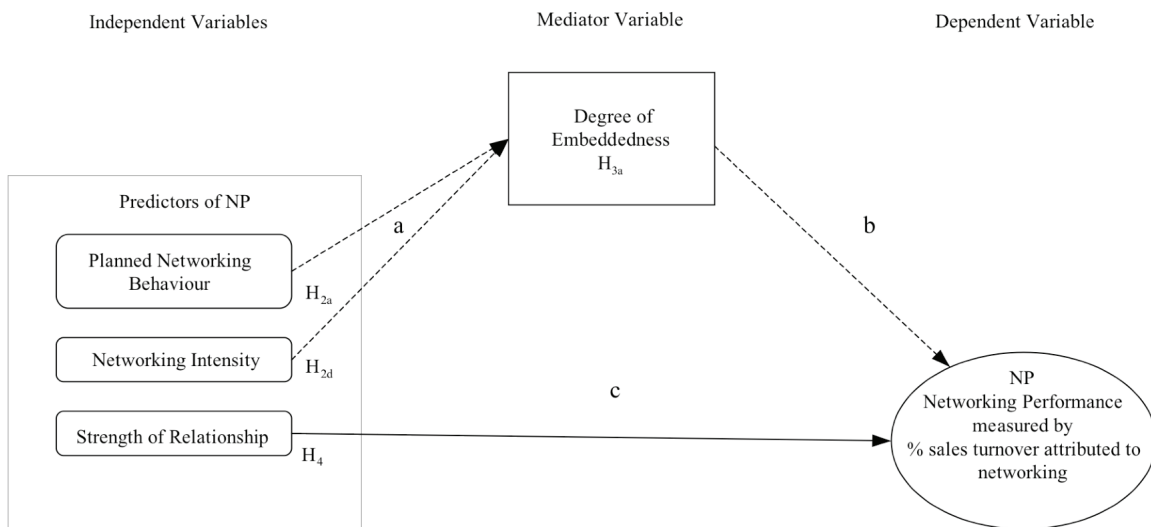 Independent Variables
Mediator Variable
Dependent Variable
Degree of
Embeddedness
H3a
Predictors of NP
Planned Networking
Behaviour
H2a
Networking Intensity
H2d
Strength of Relationship
H4
a
b
c
NP
Networking Performance
measured by
% sales turnover attributed to
networking